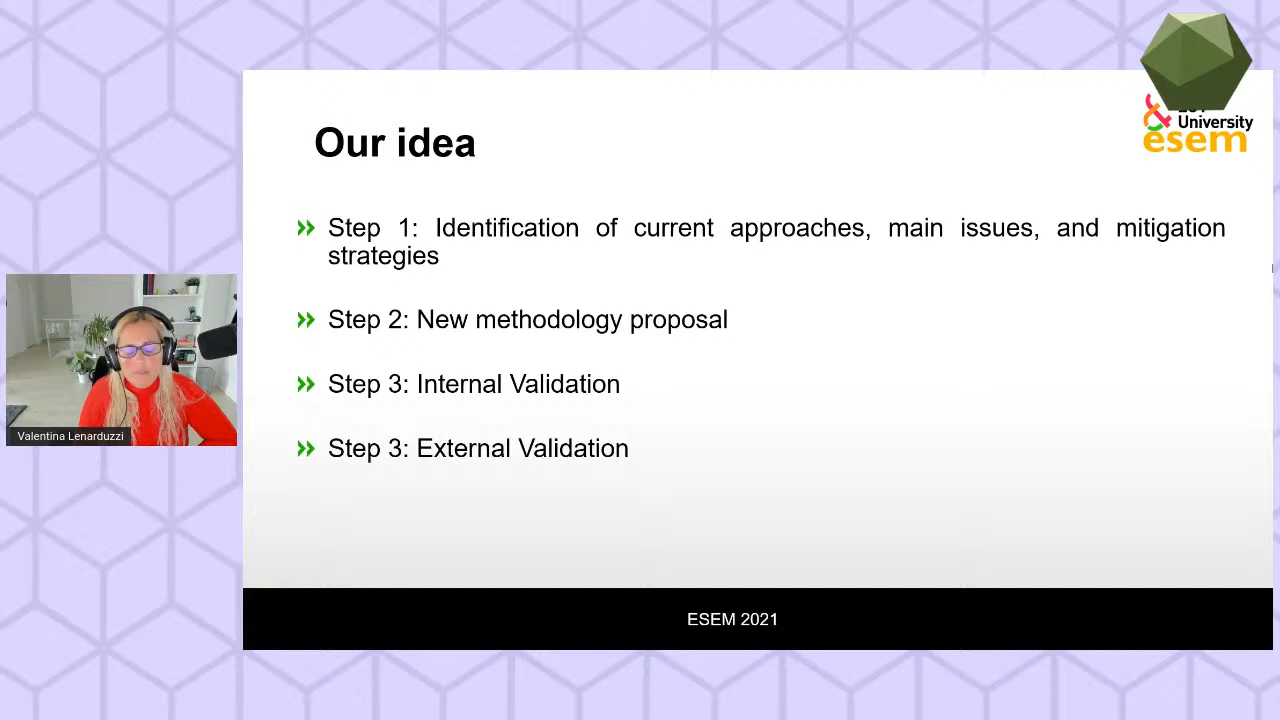 Our idea
University
esem
Step 1: Identification of current approaches, main issues, and mitigation
strategies
Step 2: New methodology proposal
Step 3: Internal Validation
Step 3: External Validation
Valentina Lenarduzzi
ESEM 2021